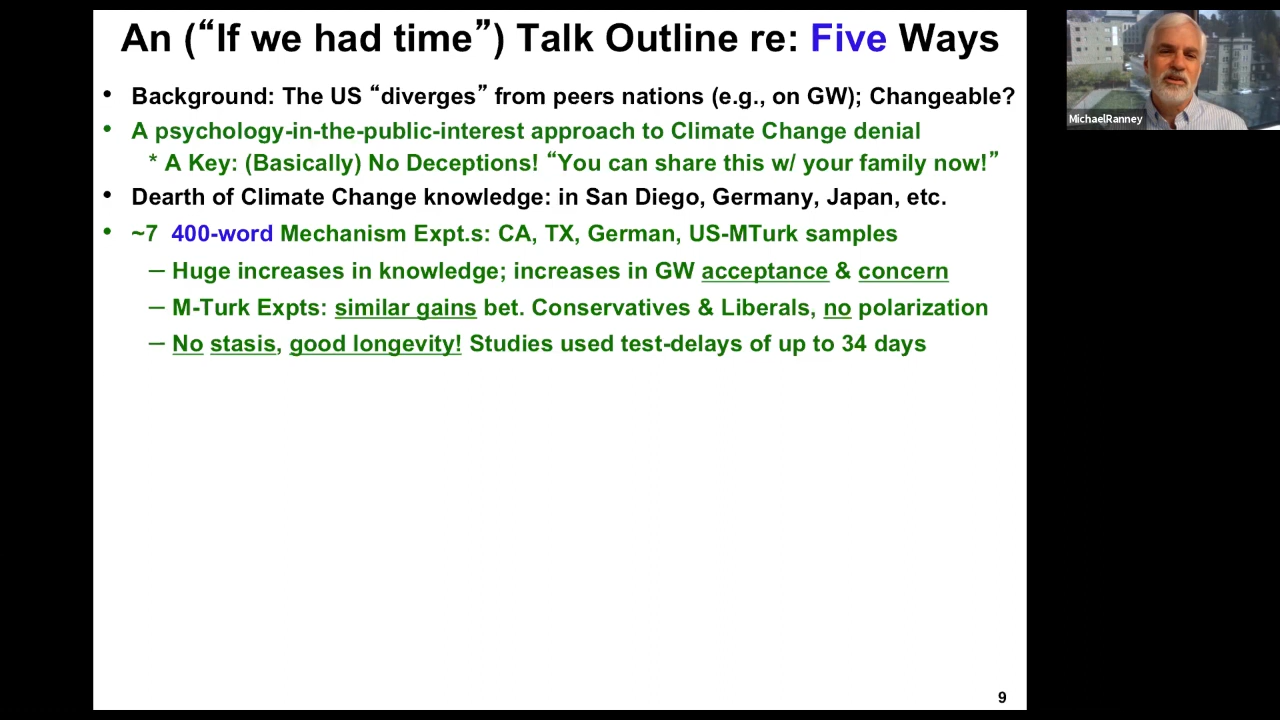 An (“If we had time”) Talk Outline re: Five Ways
MichaelRanney
• Background: The US “diverges” from peers nations (e.g., on GW); Changeable?
• A psychology-in-the-public-interest approach to Climate Change denial
* A Key: (Basically) No Deceptions! “You can share this w/ your family now!”
• Dearth of Climate Change knowledge: in San Diego, Germany, Japan, etc.
• ~7 400-word Mechanism Expt.s: CA, TX, German, US-MTurk samples
– Huge increases in knowledge; increases in GW acceptance & concern
– M-Turk Expts: similar gains bet. Conservatives & Liberals, no polarization
– No stasis, good longevity! Studies used test-delays of up to 34 days
9